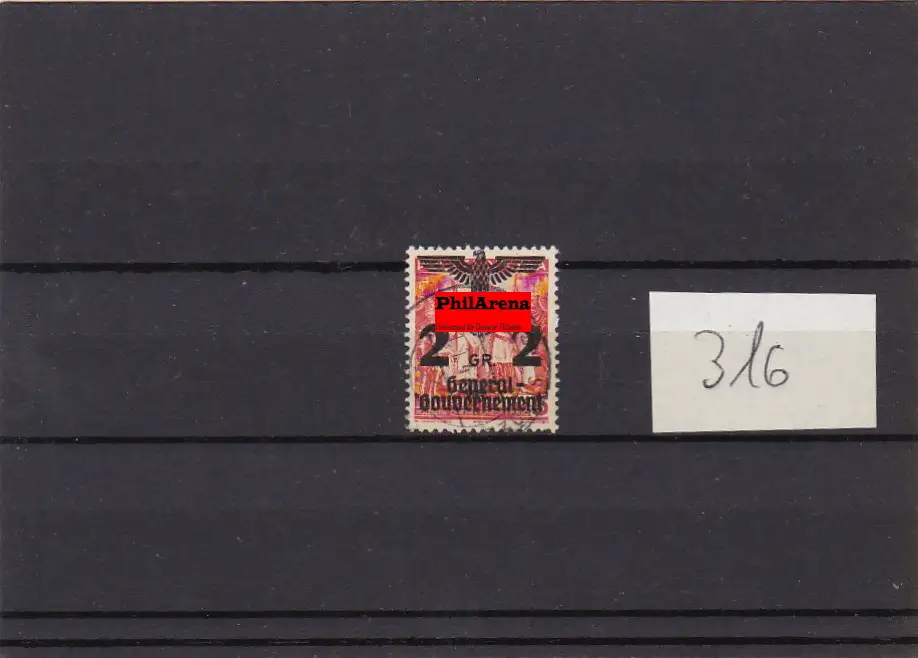 PhilArena
2 2
GR.
General-
Gouvernement
316